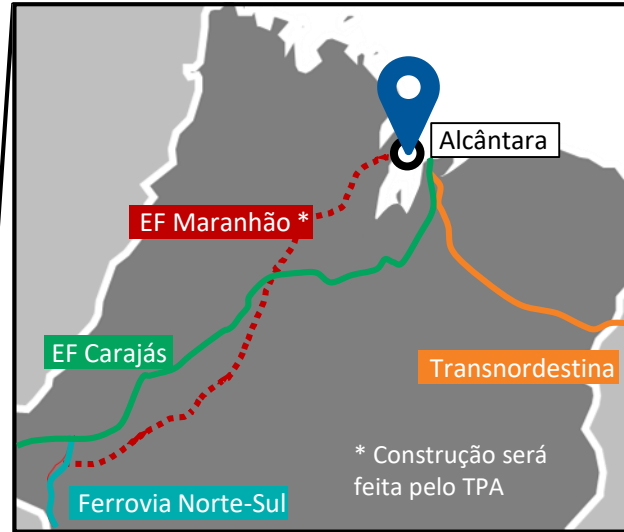 Alcântara
EF Maranhão *
EF Carajás
Transnordestina
* Construção será
feita pelo TPA
Ferrovia Norte-Sul